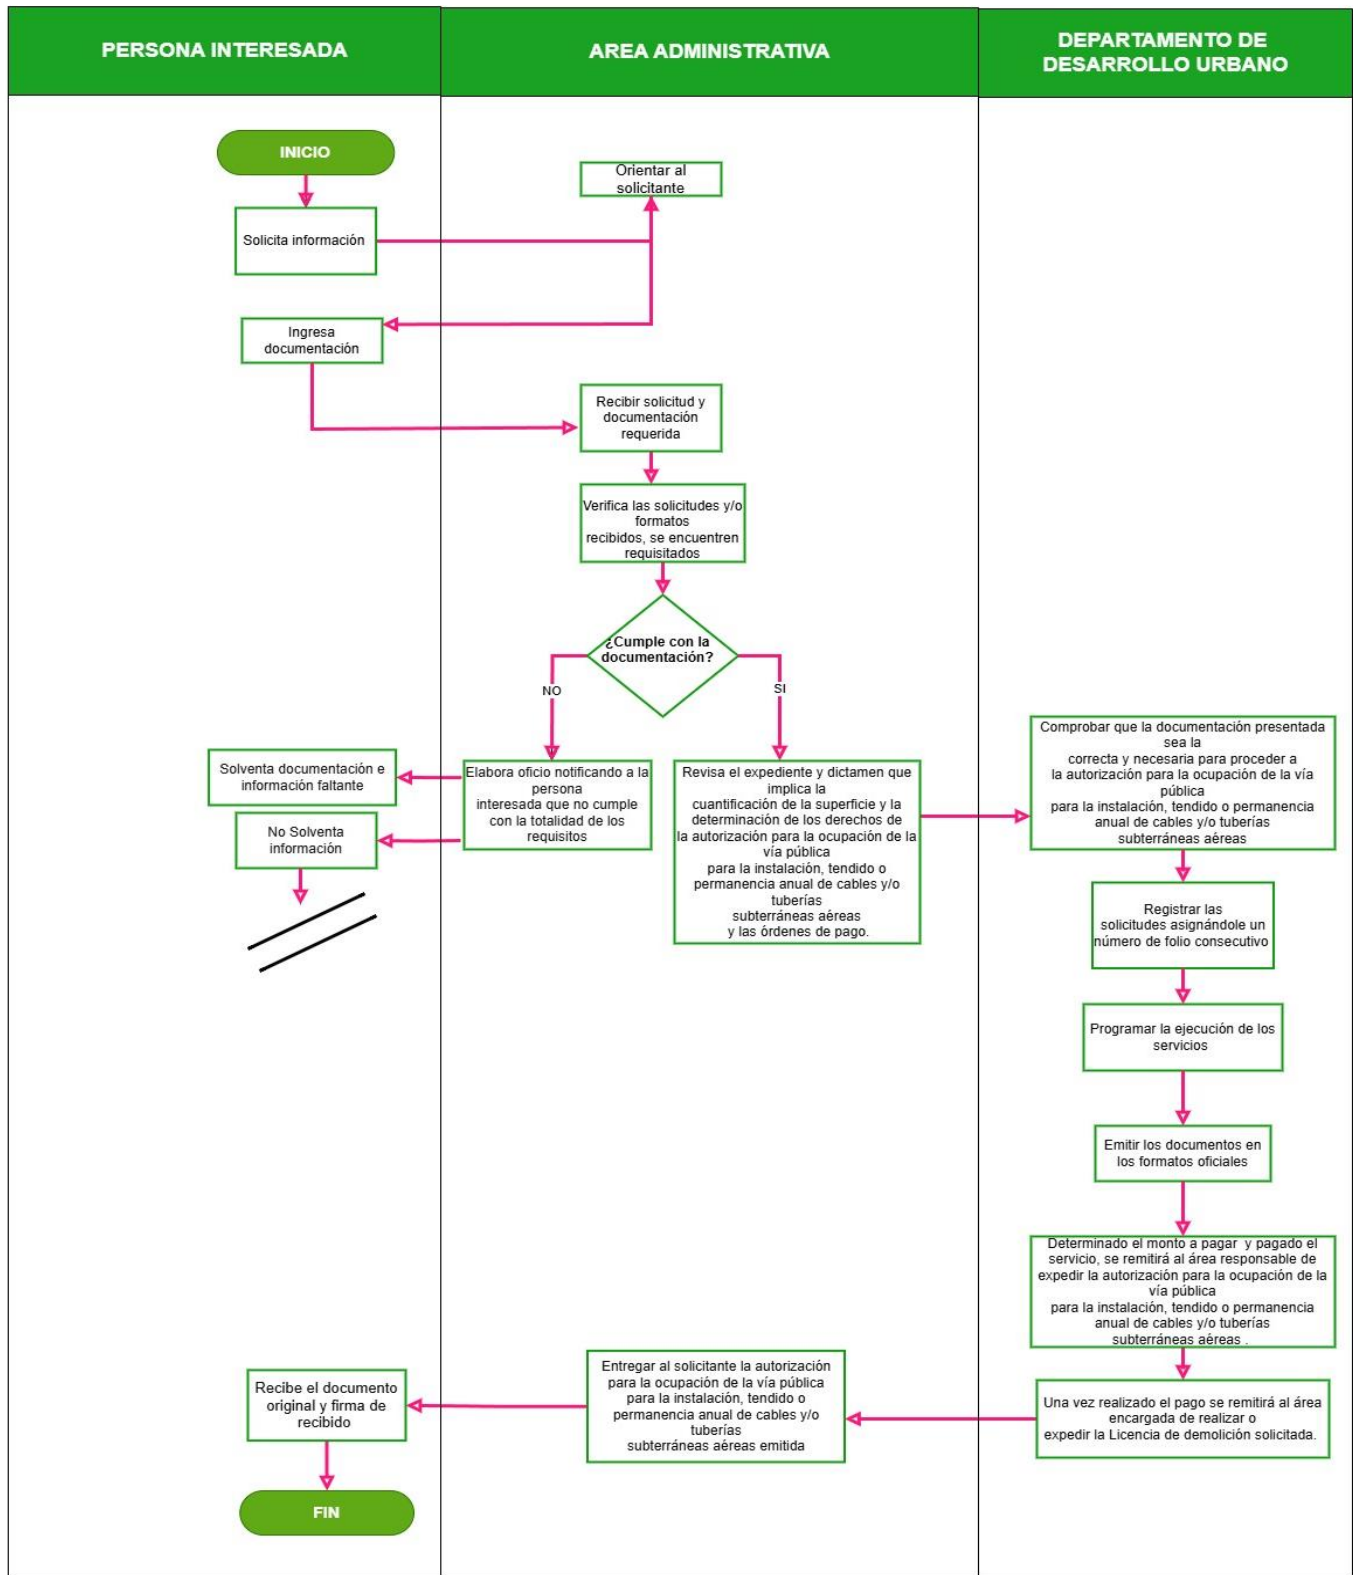 PERSONA INTERESADA
AREA ADMINISTRATIVA
DEPARTAMENTO DE
DESARROLLO URBANO
INICIO
Orientar al
solicitante
Solicita información
Ingresa
documentación
Recibir solicitud y
documentación
requerida
Verifica las solicitudes y/o
formatos
recibidos, se encuentren
requisitados
¿Cumple con la
documentación?
NO
SI
Solventa documentación e
información faltante
No Solventa
información
Elabora oficio notificando a la
persona
interesada que no cumple
con la totalidad de los
requisitos
Revisa el expediente y dictamen que
implica la
cuantificación de la superficie y la
determinación de los derechos de
la autorización para la ocupación de la
vía pública
para la instalación, tendido o
permanencia anual de cables y/o
tuberías
subterráneas aéreas
y las órdenes de pago.
Comprobar que la documentación presentada
sea la
correcta y necesaria para proceder a
la autorización para la ocupación de la vía
pública
para la instalación, tendido o permanencia
anual de cables y/o tuberías
subterráneas aéreas
Registrar las
solicitudes asignándole un
número de folio consecutivo
Programar la ejecución de los
servicios
Emitir los documentos en
los formatos oficiales
Determinado el monto a pagar y pagado el
servicio, se remitirá al área responsable de
expedir la autorización para la ocupación de la
vía pública
para la instalación, tendido o permanencia
anual de cables y/o tuberías
subterráneas aéreas .
Una vez realizado el pago se remitirá al área
encargada de realizar o
expedir la Licencia de demolición solicitada.
Entregar al solicitante la autorización
para la ocupación de la vía pública
para la instalación, tendido o
permanencia anual de cables y/o
tuberías
subterráneas aéreas emitida
Recibe el documento
original y firma de
recibido
FIN